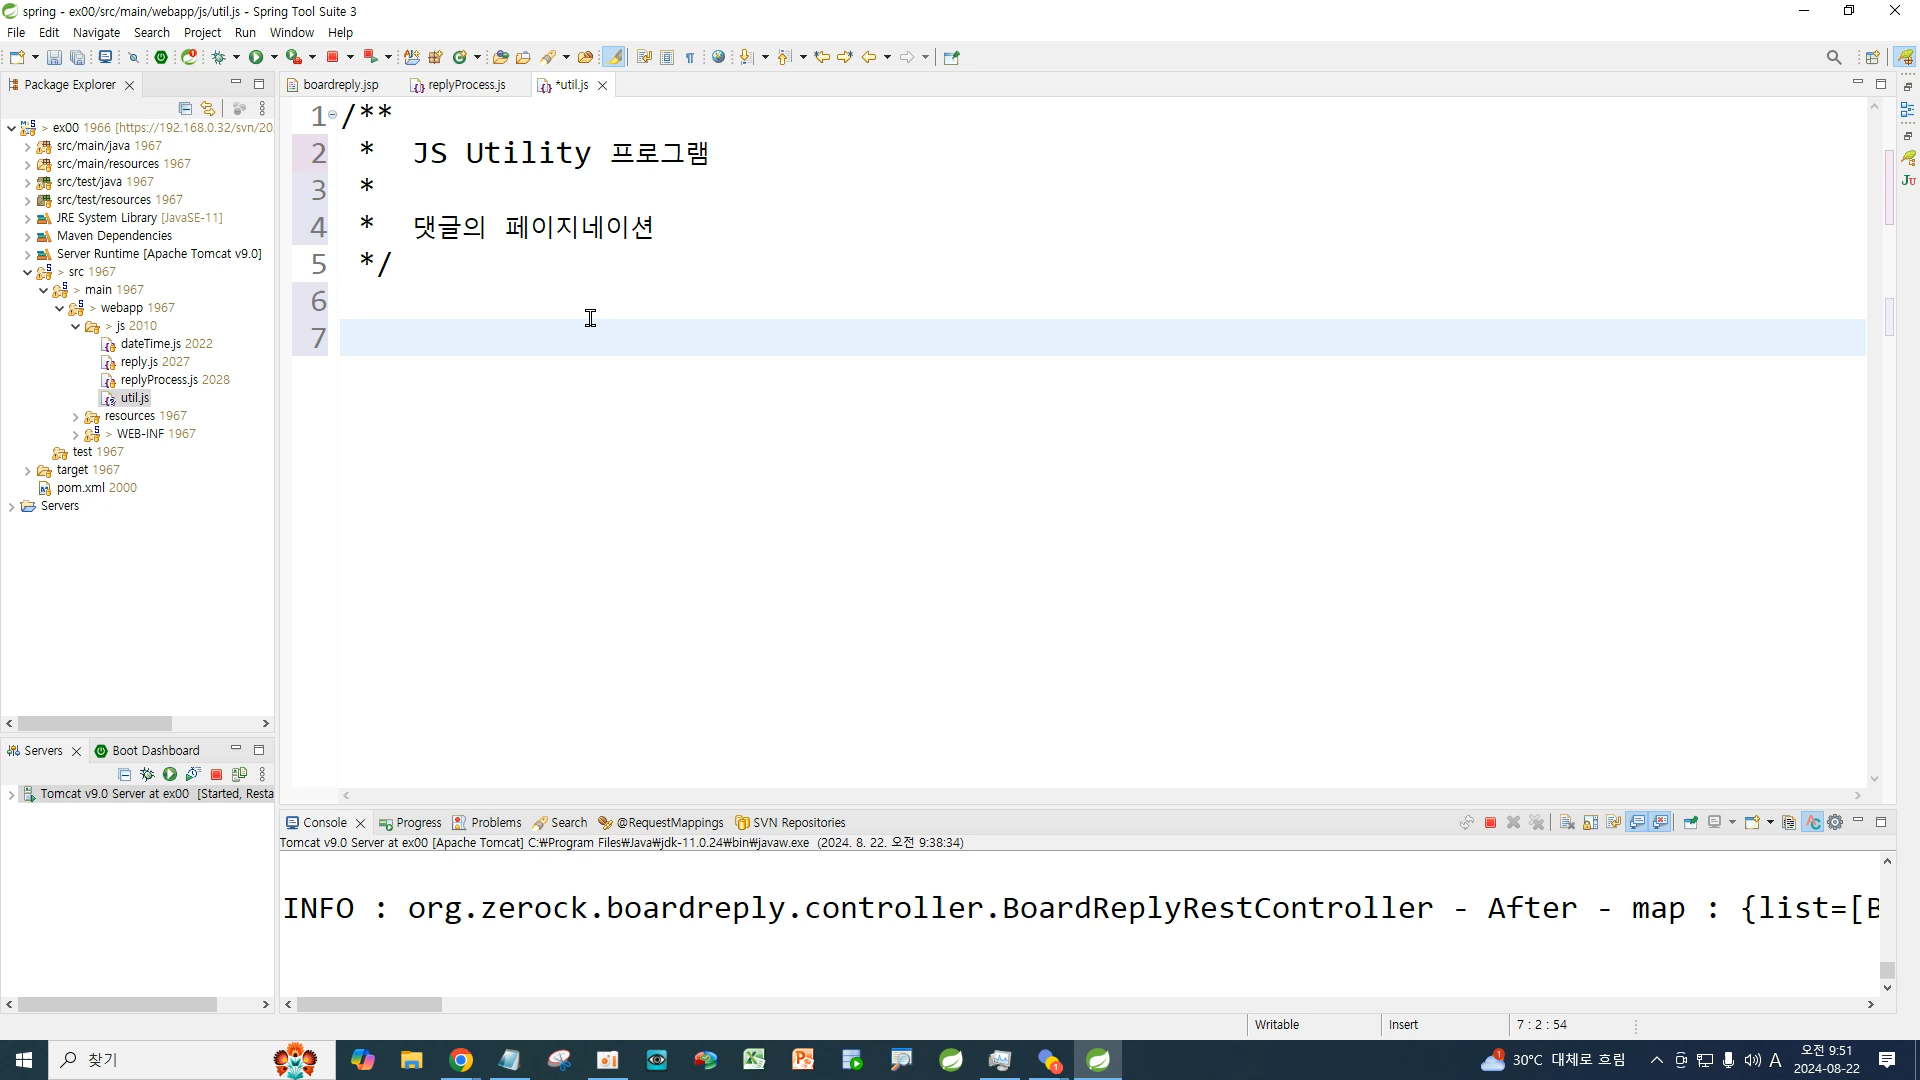 spring - ex00/src/main/webapp/js/util.js - Spring Tool Suite 3
File Edit Navigate Search Project Run Window Help
Package Explorer
boardreply.jsp replyProcess.js *util.js
> ex00 1966 [https://192.168.0.32/svn/20
src/main/java 1967
src/main/resources 1967
src/test/java 1967
src/test/resources 1967
JRE System Library [JavaSE-11]
Maven Dependencies
Server Runtime [Apache Tomcat v9.0]
> src 1967
> main 1967
> webapp 1967
> js 2010
dateTime.js 2022
reply.js 2027
replyProcess.js 2028
util.js
resources 1967
> WEB-INF 1967
test 1967
target 1967
pom.xml 2000
Servers
1 /**
2 * JS Utility 프로그램
3 *
4 * 댓글의 페이지네이션
5 */
6
7
Servers Boot Dashboard
Tomcat v9.0 Server at ex00 [Started, Resta
Console Progress Problems Search @RequestMappings SVN Repositories
Tomcat v9.0 Server at ex00 [Apache Tomcat] C:₩Program Files₩Java₩jdk-11.0.24₩bin₩javaw.exe (2024. 8. 22. 오전 9:38:34)
INFO : org.zerock.boardreply.controller.BoardReplyRestController - After - map : {list=[B
Writable Insert 7 : 2 : 54
찾기
30°C 대체로 흐림
A
오전 9:51
2024-08-22